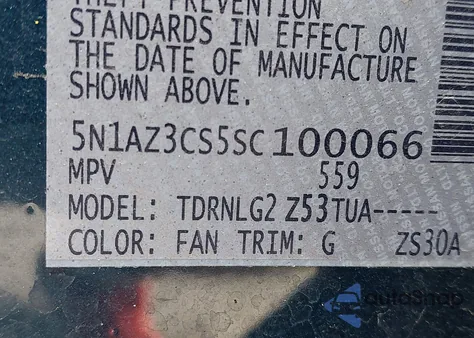 THEFT PREVENTION
STANDARDS IN EFFECT ON
THE DATE OF MANUFACTURE
SHOWN ABOVE.
5N1AZ3CS5SC100066
MPV 559
MODEL: TDRNLG2 Z53TUA-----
COLOR: FAN TRIM: G ZS30A
autoSnap